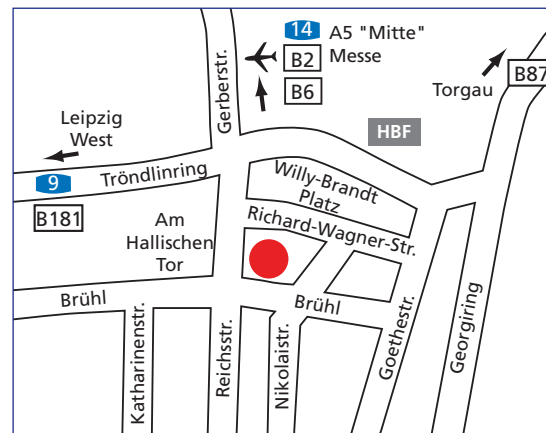 14 A5 "Mitte"
B2 Messe
B6
Gerberstr.
B87
Torgau
HBF
Leipzig
West
9
B181
Tröndlinring
Willy-Brandt
Platz
Richard-Wagner-Str.
Am
Hallischen
Tor
Brühl
Brühl
Katharinenstr.
Reichsstr.
Nikolaistr.
Goethestr.
Georgiring